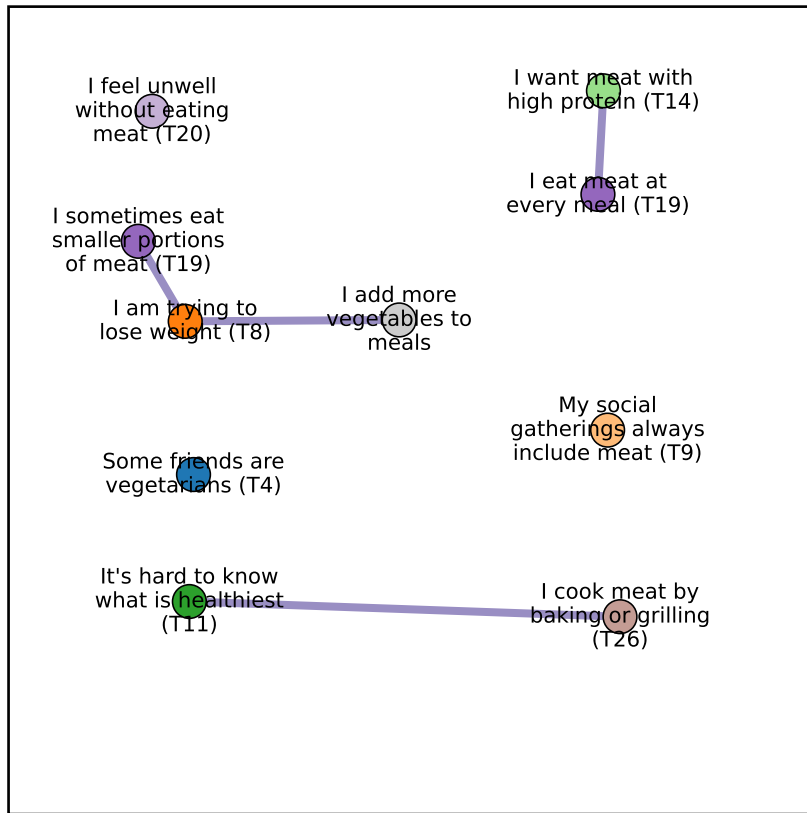 I feel unwell
without eating
meat (T20)
I want meat with
high protein (T14)
I eat meat at
every meal (T19)
I sometimes eat
smaller portions
of meat (T19)
I am trying to
lose weight (T8)
I add more
vegetables to
meals
My social
gatherings always
include meat (T9)
Some friends are
vegetarians (T4)
It's hard to know
what is healthiest
(T11)
I cook meat by
baking or grilling
(T26)